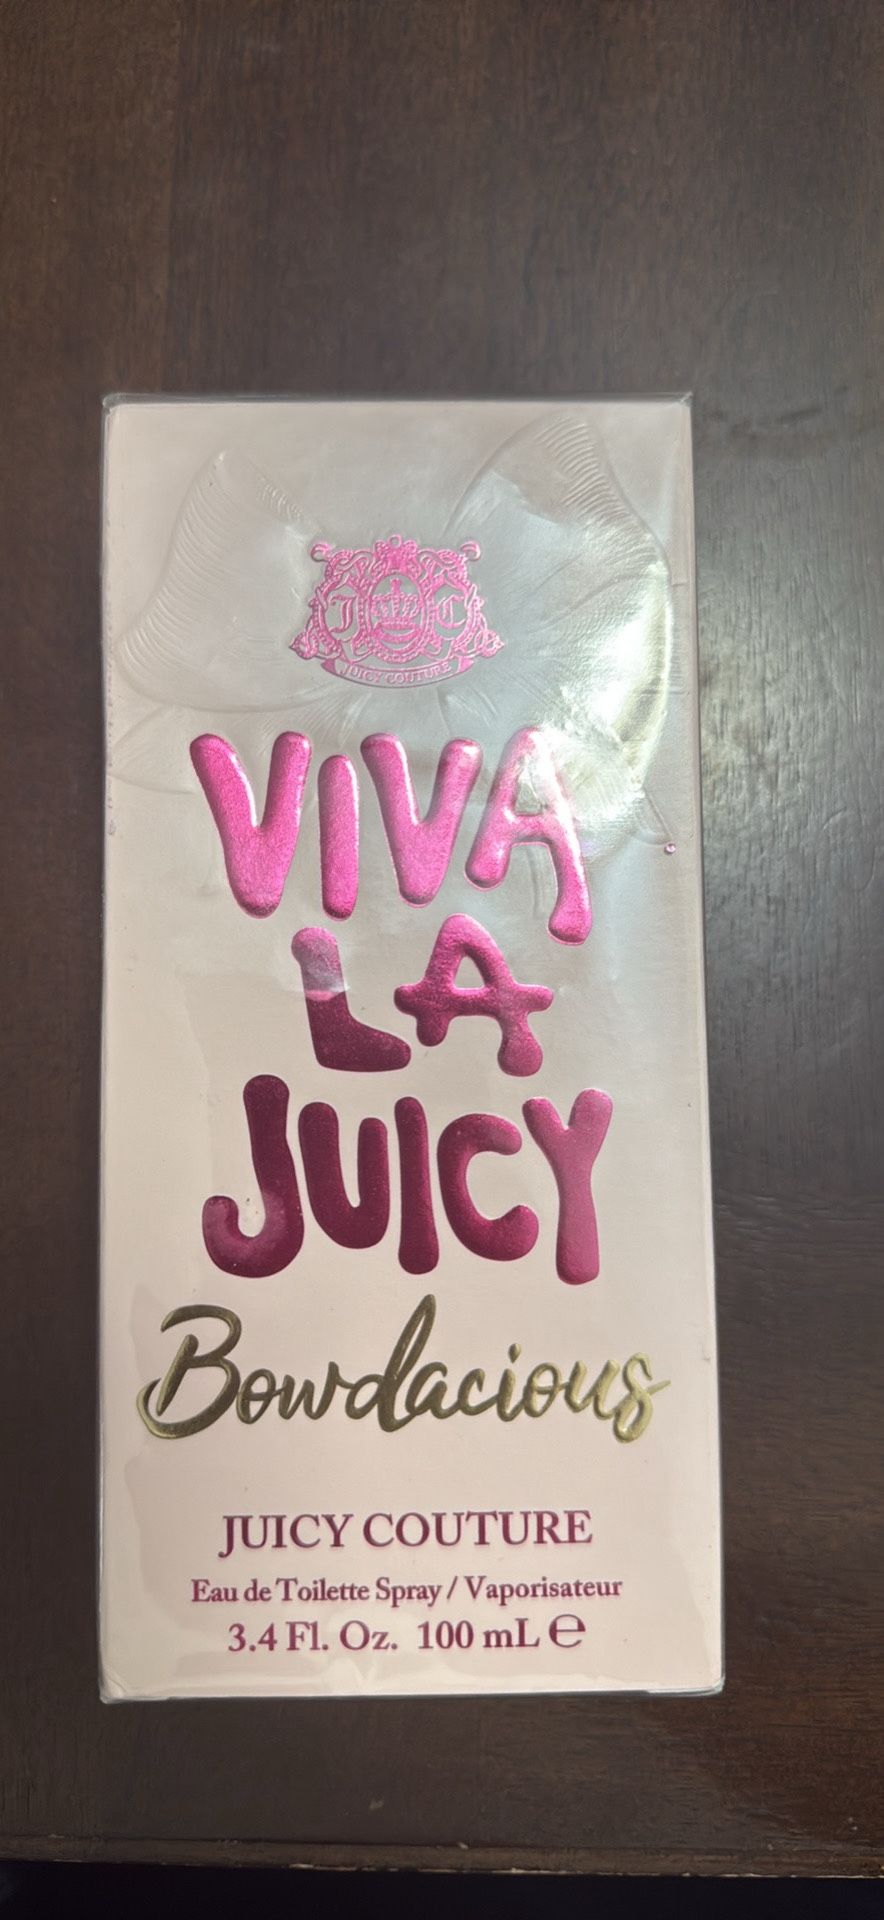 J C
JUICY COUTURE
VIVA
LA
JUICY
Bowdacious
JUICY COUTURE
Eau de Toilette Spray / Vaporisateur
3.4 Fl. Oz. 100 mL ℮